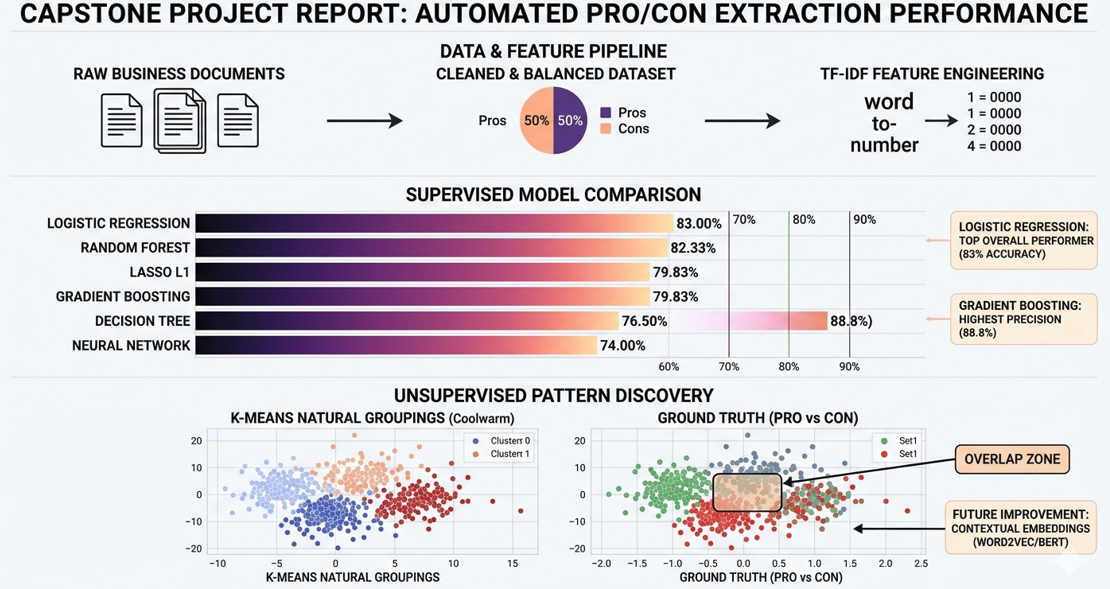 CAPSTONE PROJECT REPORT: AUTOMATED PRO/CON EXTRACTION PERFORMANCE
DATA & FEATURE PIPELINE
RAW BUSINESS DOCUMENTS
CLEANED & BALANCED DATASET
Pros
50%
50%
Pros
Cons
TF-IDF FEATURE ENGINEERING
word
to-
number
1 = 0000
1 = 0000
2 = 0000
4 = 0000
SUPERVISED MODEL COMPARISON
70%
80%
90%
LOGISTIC REGRESSION 83.00%
RANDOM FOREST 82.33%
LASSO L1 79.83%
GRADIENT BOOSTING 79.83%
DECISION TREE 76.50% 88.8%)
NEURAL NETWORK 74.00%
60% 70% 80% 90%
LOGISTIC REGRESSION:
TOP OVERALL PERFORMER
(83% ACCURACY)
GRADIENT BOOSTING:
HIGHEST PRECISION
(88.8%)
UNSUPERVISED PATTERN DISCOVERY
K-MEANS NATURAL GROUPINGS (Coolwarm)
Clustert 0
Clustert 1
20
10
0
−10
−20
−10 −5 0 5 10 15
K-MEANS NATURAL GROUPINGS
GROUND TRUTH (PRO vs CON)
Set1
Set1
20
10
0
−10
−20
−2.0 −1.5 −1.0 −0.5 0.0 0.5 1.0 1.5 2.0 2.5
GROUND TRUTH (PRO vs CON)
OVERLAP ZONE
FUTURE IMPROVEMENT:
CONTEXTUAL EMBEDDINGS
(WORD2VEC/BERT)